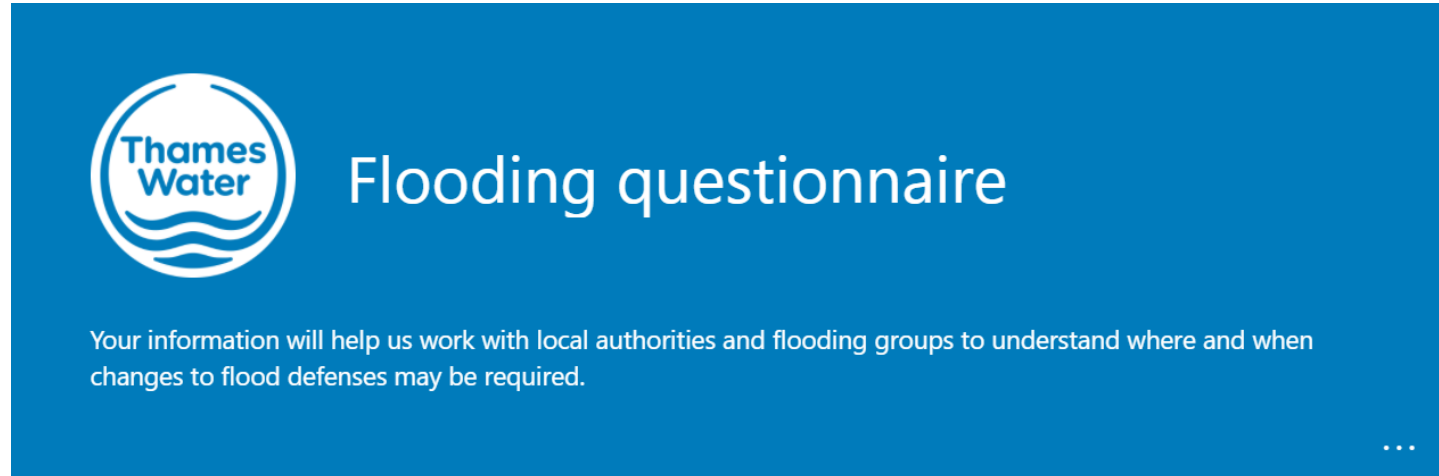 Thames
Water
Flooding questionnaire
Your information will help us work with local authorities and flooding groups to understand where and when
changes to flood defenses may be required.
...